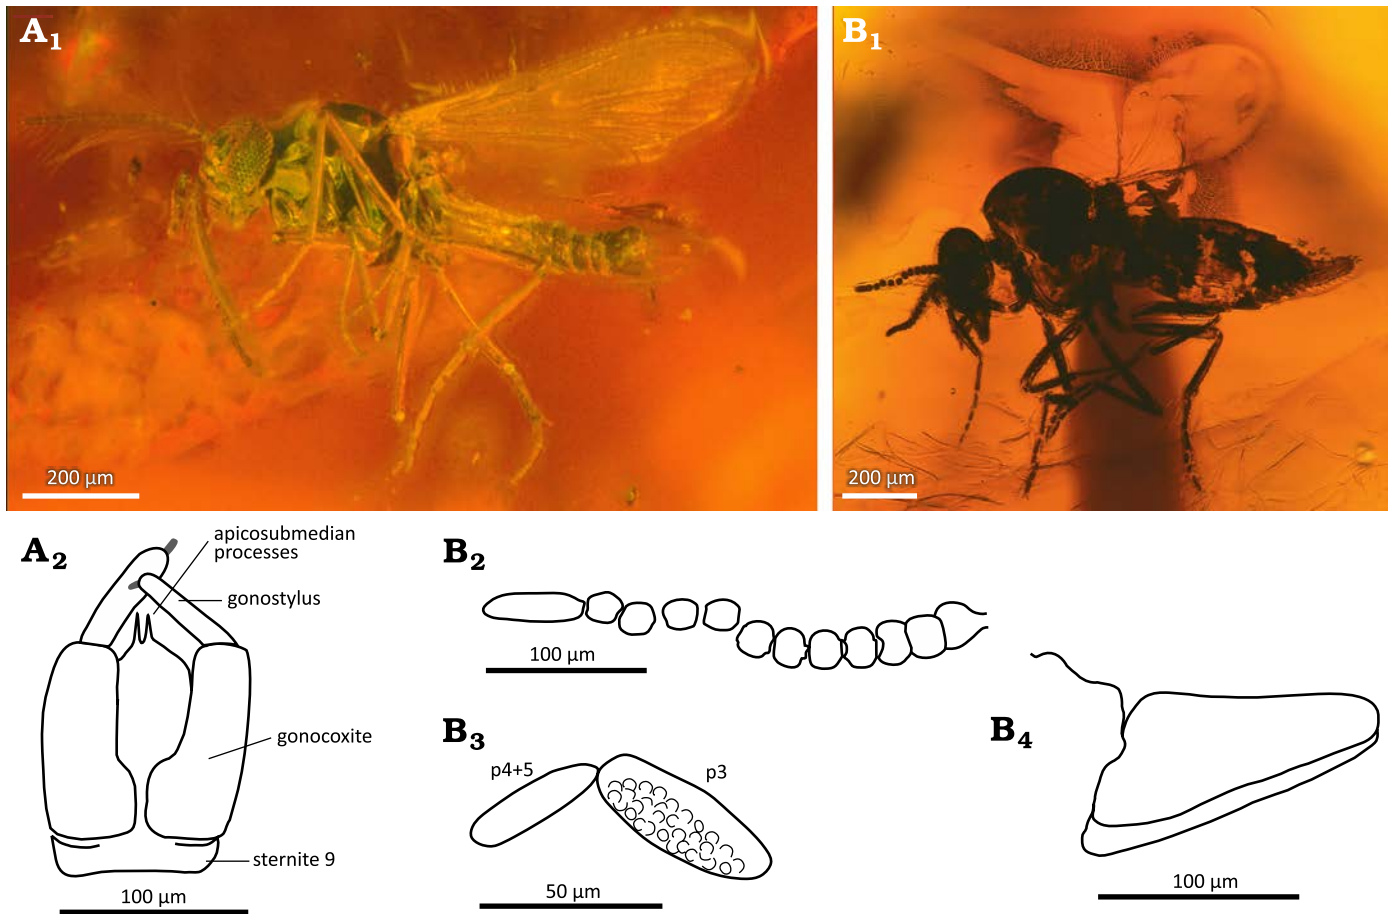 A1
B1
200 µm
200 µm
A2
apicosubmedian
processes
gonostylus
gonocoxite
sternite 9
100 µm
B2
100 µm
B3
p4+5
p3
50 µm
B4
100 µm